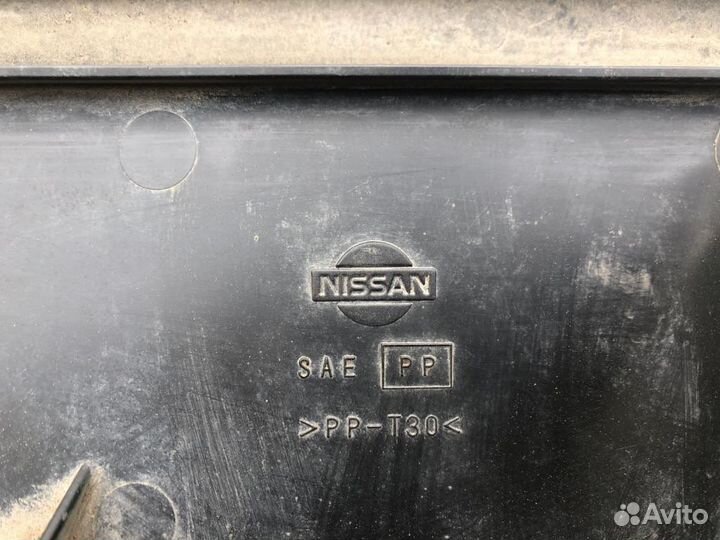 NISSAN
SAE PP
>PP-T30<
Avito